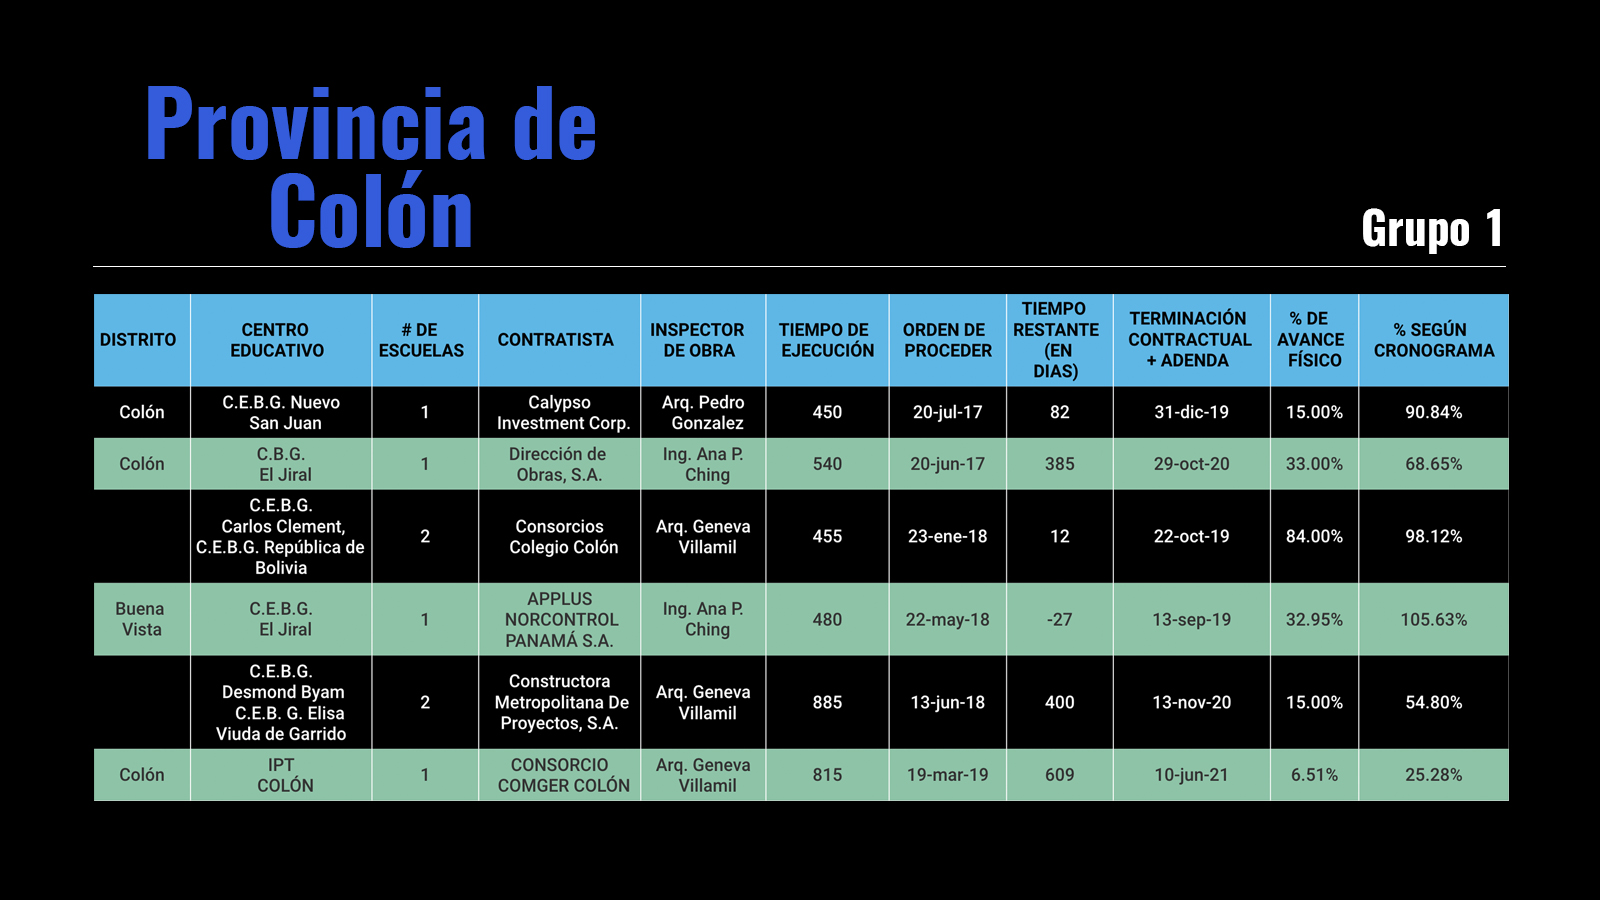 Provincia de
Colón
Grupo 1
DISTRITO
CENTRO
EDUCATIVO
# DE
ESCUELAS
CONTRATISTA
INSPECTOR
DE OBRA
TIEMPO DE
EJECUCIÓN
ORDEN DE
PROCEDER
TIEMPO
RESTANTE
(EN
DIAS)
TERMINACIÓN
CONTRACTUAL
+ ADENDA
% DE
AVANCE
FÍSICO
% SEGÚN
CRONOGRAMA
Colón
C.E.B.G. Nuevo
San Juan
1
Calypso
Investment Corp.
Arq. Pedro
Gonzalez
450
20-jul-17
82
31-dic-19
15.00%
90.84%
Colón
C.B.G.
El Jiral
1
Dirección de
Obras, S.A.
Ing. Ana P.
Ching
540
20-jun-17
385
29-oct-20
33.00%
68.65%
C.E.B.G.
Carlos Clement,
C.E.B.G. República de
Bolivia
2
Consorcios
Colegio Colón
Arq. Geneva
Villamil
455
23-ene-18
12
22-oct-19
84.00%
98.12%
Buena
Vista
C.E.B.G.
El Jiral
1
APPLUS
NORCONTROL
PANAMÁ S.A.
Ing. Ana P.
Ching
480
22-may-18
-27
13-sep-19
32.95%
105.63%
C.E.B.G.
Desmond Byam
C.E.B. G. Elisa
Viuda de Garrido
2
Constructora
Metropolitana De
Proyectos, S.A.
Arq. Geneva
Villamil
885
13-jun-18
400
13-nov-20
15.00%
54.80%
Colón
IPT
COLÓN
1
CONSORCIO
COMGER COLÓN
Arq. Geneva
Villamil
815
19-mar-19
609
10-jun-21
6.51%
25.28%